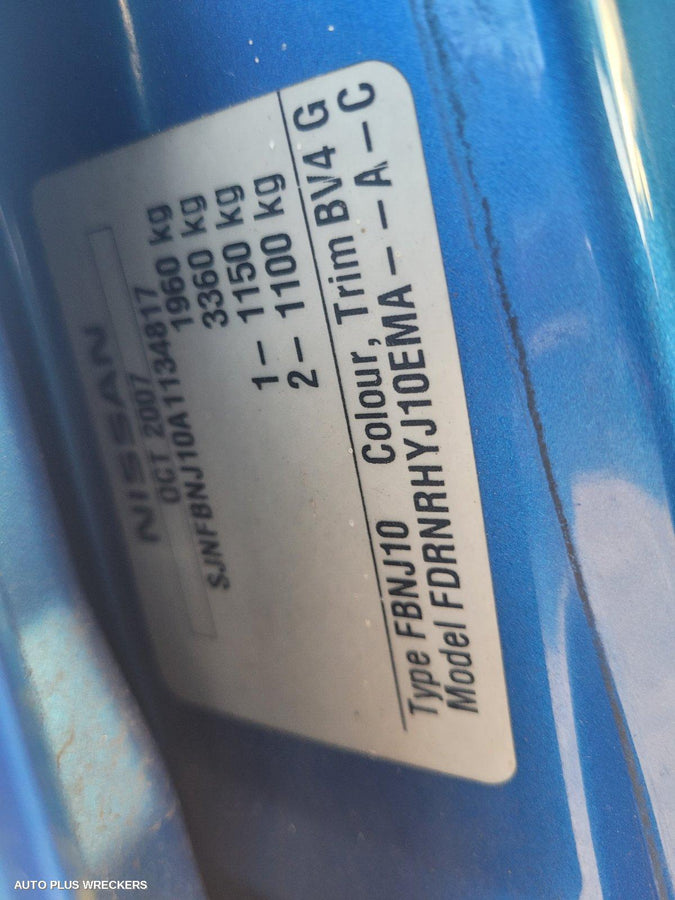 NISSAN
OCT 2007
SJNFBNJ10A1134817
1960 kg
3360 kg
1 – 1150 kg
2 – 1100 kg
Type FBNJ10 Colour, Trim BV4 G
Model FDRNRHYJ10EMA – – A – C
AUTO PLUS WRECKERS